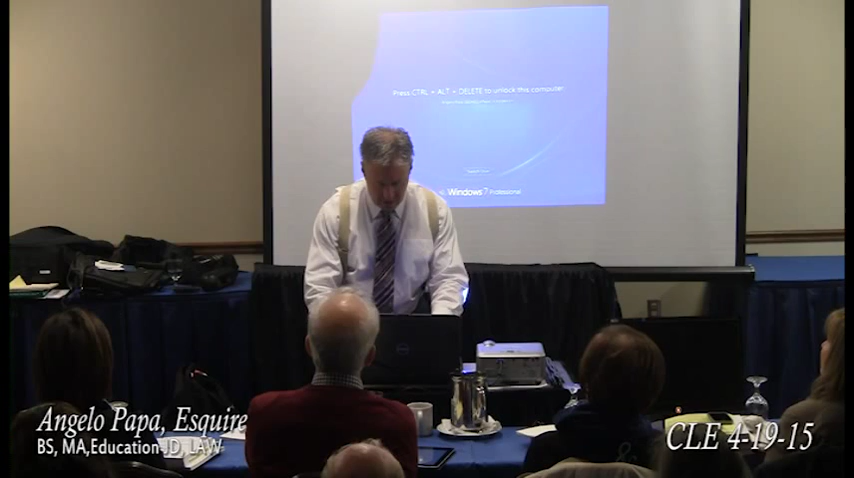 Press CTRL + ALT + DELETE to unlock this computer.
Windows 7 Professional
Angelo Papa, Esquire
BS, MA,Education-JD, LAW
CLE 4-19-15